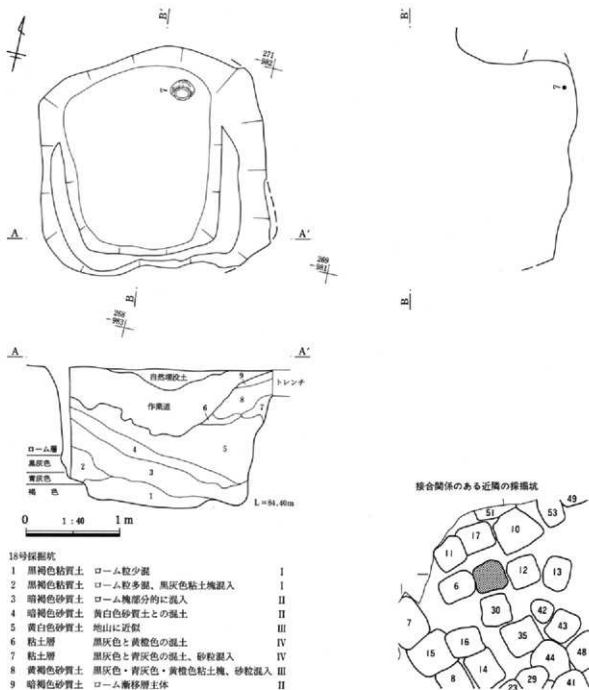 B'
271
982
7
A
A'
269
981
B
268
983
B'
7
B
A
A'
自然堆没土
9
トレンチ
作業道
8
6
7
5
4
3
2
1
ローム層
黒灰色
青灰色
褐 色
L=84.40m
0 1:40 1m
18号採掘坑
1 黒褐色粘質土 ローム粒少混 I
2 黒褐色粘質土 ローム粒多混、黒灰色粘土塊混入 I
3 暗褐色砂質土 ローム塊部分的に混入 II
4 暗褐色砂質土 黄白色砂質土との混土 II
5 黄白色砂質土 地山に近似 III
6 粘土層 黒灰色と黄橙色の混土 IV
7 粘土層 黒灰色と青灰色の混土、砂粒混入 IV
8 黄褐色砂質土 黒灰色・青灰色・黄橙色粘土塊、砂粒混入 III
9 暗褐色砂質土 ローム漸移層主体 II
接合関係のある近隣の採掘坑
49
51
53
17
10
11
6
12
13
30
42
7
43
35
16
15
44
48
8
14
29
41
23